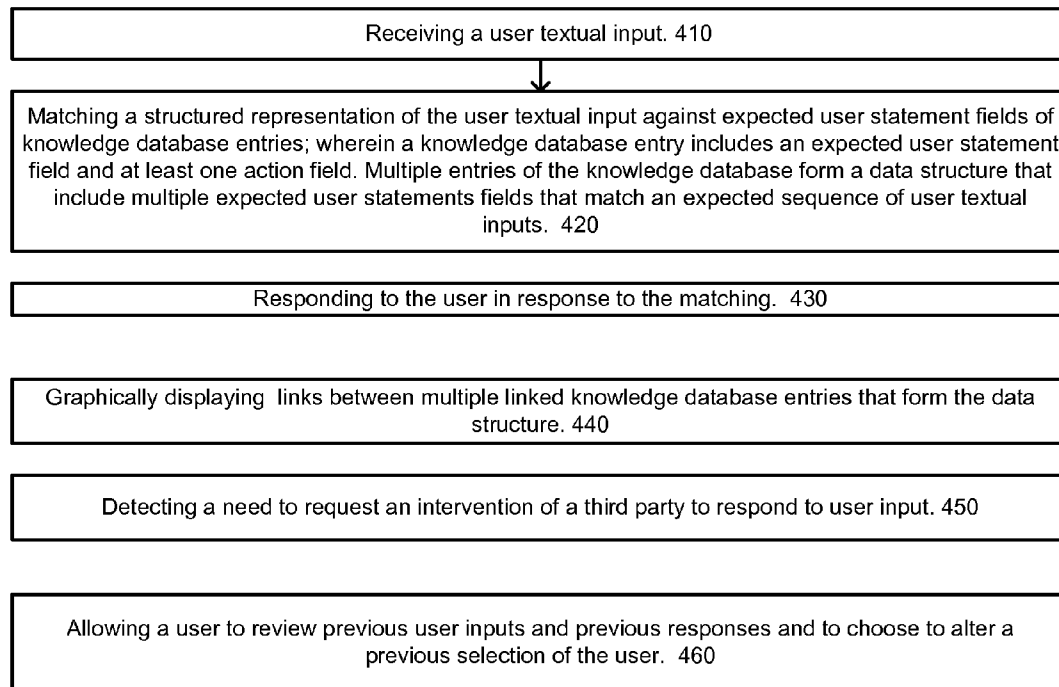 Receiving a user textual input. 410
Matching a structured representation of the user textual input against expected user statement fields of
knowledge database entries; wherein a knowledge database entry includes an expected user statement
field and at least one action field. Multiple entries of the knowledge database form a data structure that
include multiple expected user statements fields that match an expected sequence of user textual
inputs. 420
Responding to the user in response to the matching. 430
Graphically displaying links between multiple linked knowledge database entries that form the data
structure. 440
Detecting a need to request an intervention of a third party to respond to user input. 450
Allowing a user to review previous user inputs and previous responses and to choose to alter a
previous selection of the user. 460